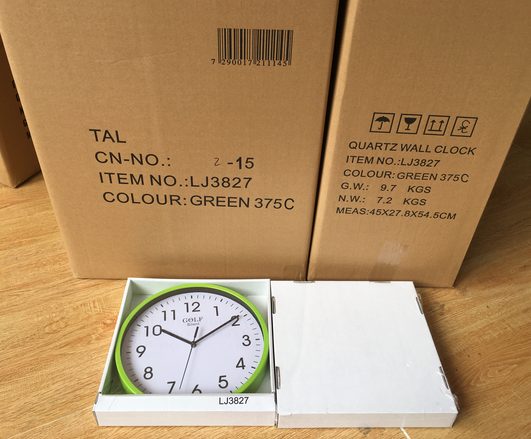 7 290017 211145
TAL
CN-NO.: 2-15
ITEM NO.:LJ3827
COLOUR:GREEN 375C
QUARTZ WALL CLOCK
ITEM NO.:LJ3827
COLOUR:GREEN 375C
G.W.: 9.7 KGS
N.W.: 7.2 KGS
MEAS:45X27.8X54.5CM
12
1
2
3
4
5
6
7
8
9
10
11
GOLF
LJ3827